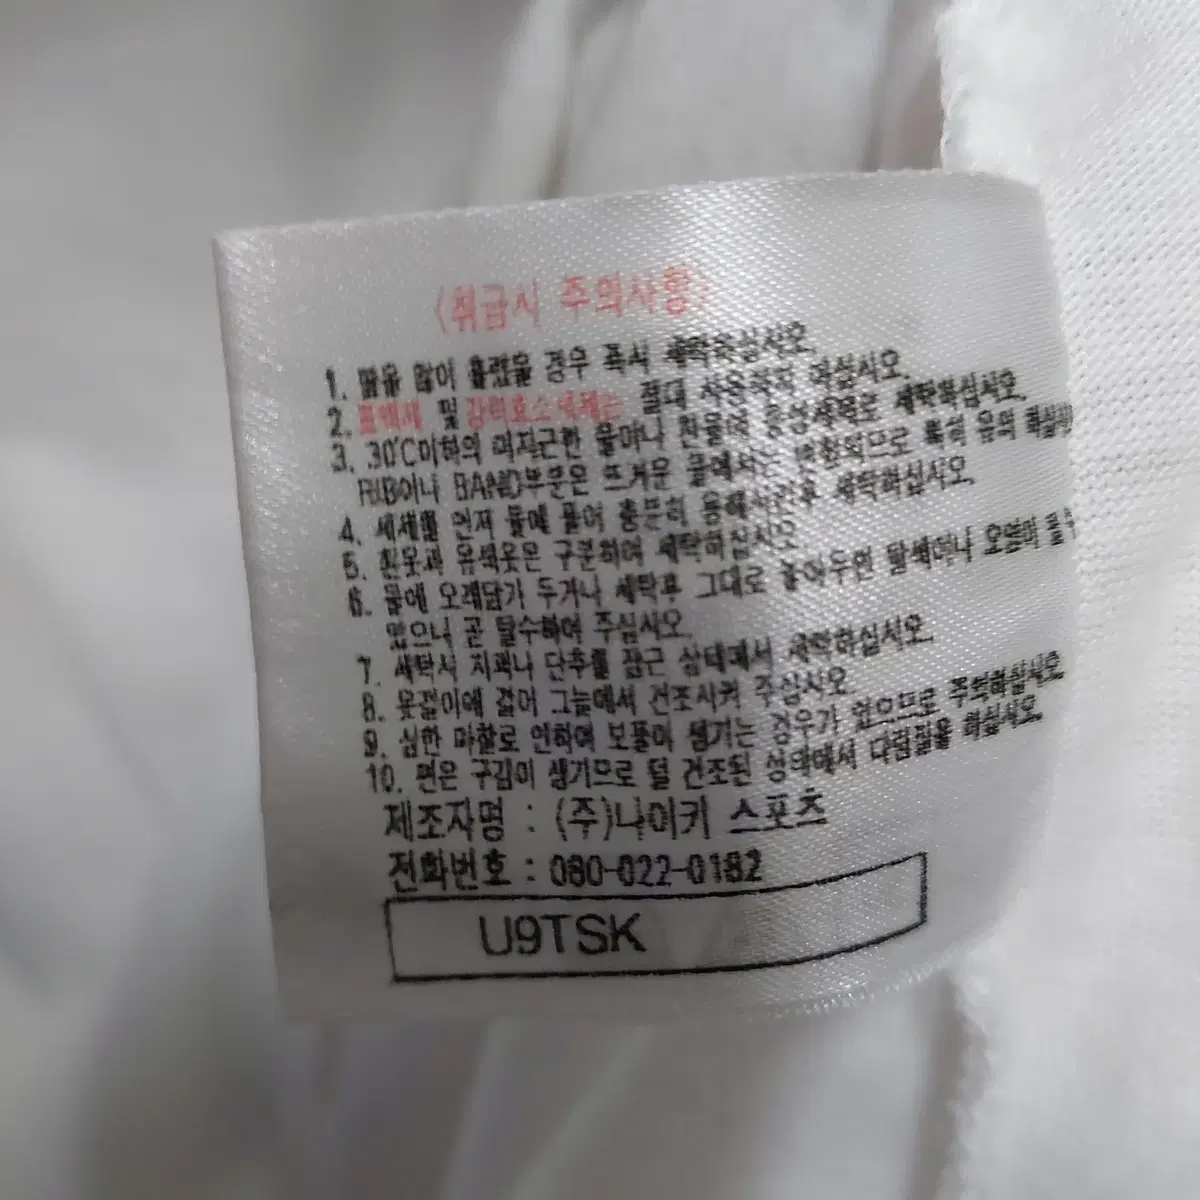 <취급시 주의사항>
1. 땀을 많이 흘렸을 경우 즉시 세탁하십시오.
2. 표백제 및 강력효소세제는 절대 사용하지 마십시오.
3. 30℃이하의 미지근한 물이나 찬물에 중성세제로 세탁하십시오.
RIB이나 BAND부분은 뜨거운 물에서는 변형되므로 특히 유의 하십시
4. 세제를 먼저 물에 풀어 충분히 용해시킨후 세탁하십시오.
5. 흰옷과 유색옷은 구분하여 세탁하십시오.
6. 물에 오래담가 두거나 세탁후 그대로 놓아두면 탈색이나 오염이 올 수
있으니 곧 탈수하여 주십시오.
7. 세탁시 지퍼나 단추를 잠근 상태에서 세탁하십시오.
8. 옷걸이에 걸어 그늘에서 건조시켜 주십시오.
9. 심한 마찰로 인하여 보풀이 생기는 경우가 있으므로 주의하십시오.
10. 면은 구김이 생기므로 덜 건조된 상태에서 다림질을 하십시오.
제조자명 : (주)나이키 스포츠
전화번호 : 080-022-0182
U9TSK